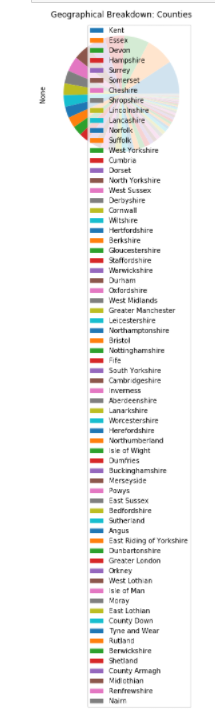 Geographical Breakdown: Counties
None
Kent
Essex
Devon
Hampshire
Surrey
Somerset
Cheshire
Shropshire
Lincolnshire
Lancashire
Norfolk
Suffolk
West Yorkshire
Cumbria
Dorset
North Yorkshire
West Sussex
Derbyshire
Cornwall
Wiltshire
Hertfordshire
Berkshire
Gloucestershire
Staffordshire
Warwickshire
Durham
Oxfordshire
West Midlands
Greater Manchester
Leicestershire
Northamptonshire
Bristol
Nottinghamshire
Fife
South Yorkshire
Cambridgeshire
Inverness
Aberdeenshire
Lanarkshire
Worcestershire
Herefordshire
Northumberland
Isle of Wight
Dumfries
Buckinghamshire
Merseyside
Powys
East Sussex
Bedfordshire
Sutherland
Angus
East Riding of Yorkshire
Dunbartonshire
Greater London
Orkney
West Lothian
Isle of Man
Moray
East Lothian
County Down
Tyne and Wear
Rutland
Berwickshire
Shetland
County Armagh
Midlothian
Renfrewshire
Nairn